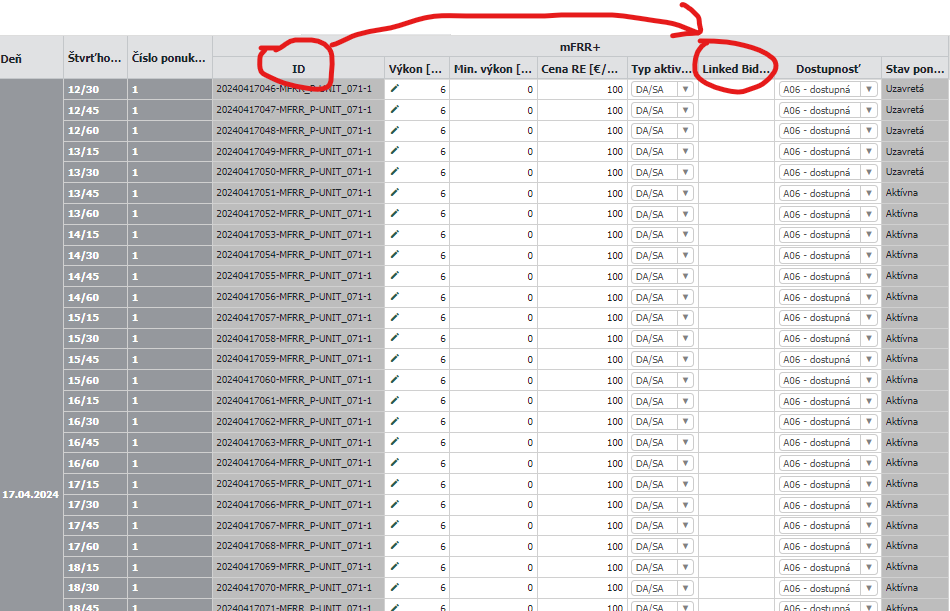 mFRR+
Deň Štvrťho... Číslo ponuk... ID Výkon [... Min. výkon [... Cena RE [€/... Typ aktiv... Linked Bid... Dostupnosť Stav pon...
12/30 1 20240417046-MFRR_P-UNIT_071-1 6 0 100 DA/SA A06 - dostupná Uzavretá
12/45 1 20240417047-MFRR_P-UNIT_071-1 6 0 100 DA/SA A06 - dostupná Uzavretá
12/60 1 20240417048-MFRR_P-UNIT_071-1 6 0 100 DA/SA A06 - dostupná Uzavretá
13/15 1 20240417049-MFRR_P-UNIT_071-1 6 0 100 DA/SA A06 - dostupná Uzavretá
13/30 1 20240417050-MFRR_P-UNIT_071-1 6 0 100 DA/SA A06 - dostupná Uzavretá
13/45 1 20240417051-MFRR_P-UNIT_071-1 6 0 100 DA/SA A06 - dostupná Aktívna
13/60 1 20240417052-MFRR_P-UNIT_071-1 6 0 100 DA/SA A06 - dostupná Aktívna
14/15 1 20240417053-MFRR_P-UNIT_071-1 6 0 100 DA/SA A06 - dostupná Aktívna
14/30 1 20240417054-MFRR_P-UNIT_071-1 6 0 100 DA/SA A06 - dostupná Aktívna
14/45 1 20240417055-MFRR_P-UNIT_071-1 6 0 100 DA/SA A06 - dostupná Aktívna
14/60 1 20240417056-MFRR_P-UNIT_071-1 6 0 100 DA/SA A06 - dostupná Aktívna
15/15 1 20240417057-MFRR_P-UNIT_071-1 6 0 100 DA/SA A06 - dostupná Aktívna
15/30 1 20240417058-MFRR_P-UNIT_071-1 6 0 100 DA/SA A06 - dostupná Aktívna
15/45 1 20240417059-MFRR_P-UNIT_071-1 6 0 100 DA/SA A06 - dostupná Aktívna
15/60 1 20240417060-MFRR_P-UNIT_071-1 6 0 100 DA/SA A06 - dostupná Aktívna
16/15 1 20240417061-MFRR_P-UNIT_071-1 6 0 100 DA/SA A06 - dostupná Aktívna
16/30 1 20240417062-MFRR_P-UNIT_071-1 6 0 100 DA/SA A06 - dostupná Aktívna
16/45 1 20240417063-MFRR_P-UNIT_071-1 6 0 100 DA/SA A06 - dostupná Aktívna
16/60 1 20240417064-MFRR_P-UNIT_071-1 6 0 100 DA/SA A06 - dostupná Aktívna
17/15 1 20240417065-MFRR_P-UNIT_071-1 6 0 100 DA/SA A06 - dostupná Aktívna
17.04.2024
17/30 1 20240417066-MFRR_P-UNIT_071-1 6 0 100 DA/SA A06 - dostupná Aktívna
17/45 1 20240417067-MFRR_P-UNIT_071-1 6 0 100 DA/SA A06 - dostupná Aktívna
17/60 1 20240417068-MFRR_P-UNIT_071-1 6 0 100 DA/SA A06 - dostupná Aktívna
18/15 1 20240417069-MFRR_P-UNIT_071-1 6 0 100 DA/SA A06 - dostupná Aktívna
18/30 1 20240417070-MFRR_P-UNIT_071-1 6 0 100 DA/SA A06 - dostupná Aktívna
18/45 1 20240417071-MFRR_P-UNIT_071-1 6 0 100 DA/SA A06 - dostupná Aktívna